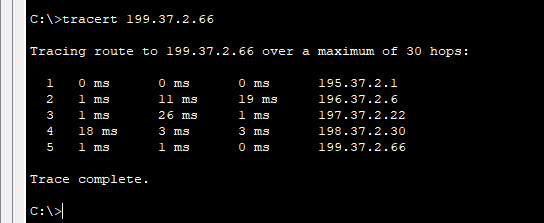 C:\>tracert 199.37.2.66
Tracing route to 199.37.2.66 over a maximum of 30 hops:
1 0 ms 0 ms 0 ms 195.37.2.1
2 1 ms 11 ms 19 ms 196.37.2.6
3 1 ms 26 ms 1 ms 197.37.2.22
4 18 ms 3 ms 3 ms 198.37.2.30
5 1 ms 1 ms 0 ms 199.37.2.66
Trace complete.
C:\>